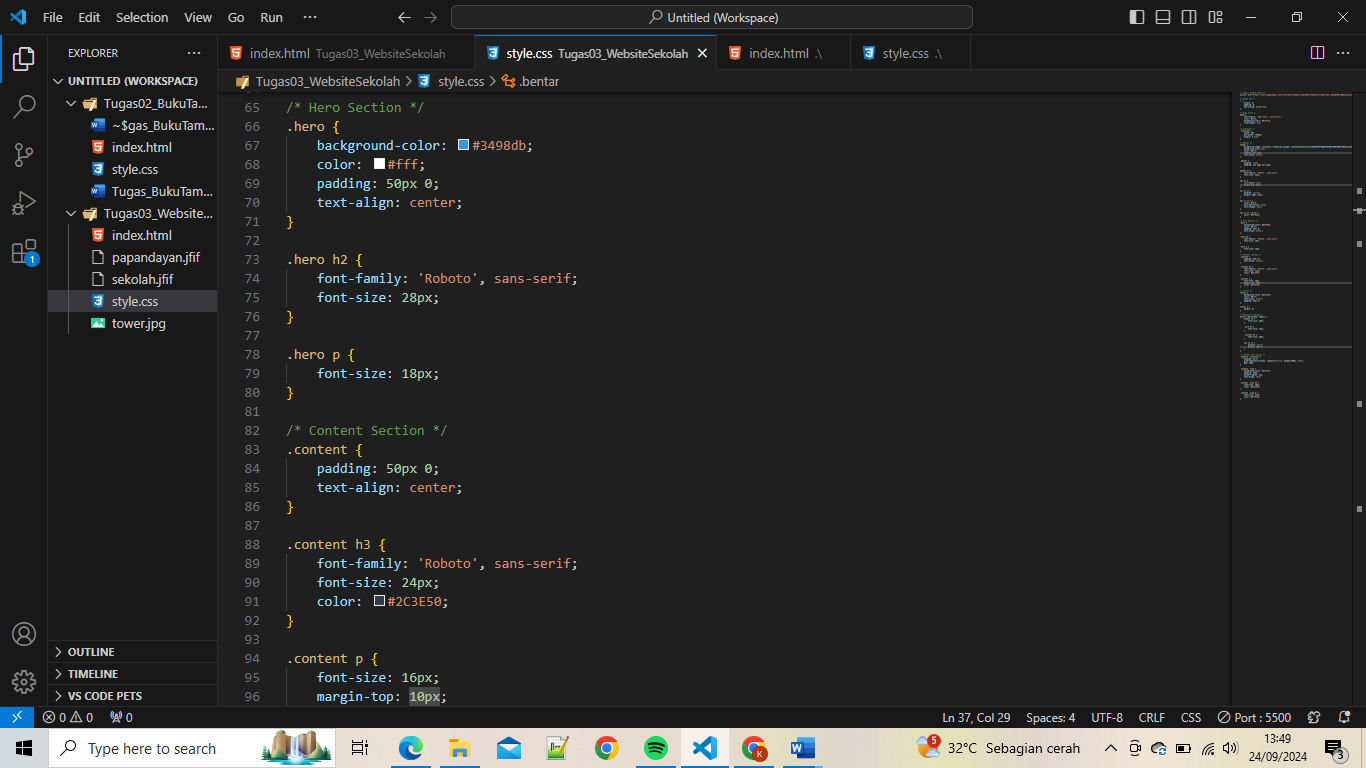 File Edit Selection View Go Run ··· Untitled (Workspace)
EXPLORER ···
UNTITLED (WORKSPACE)
Tugas02_BukuTa...
~$gas_BukuTam...
index.html
style.css
Tugas_BukuTam...
Tugas03_Website...
index.html
papandayan.jfif
sekolah.jfif
style.css
tower.jpg
OUTLINE
TIMELINE
VS CODE PETS
1
index.html Tugas03_WebsiteSekolah style.css Tugas03_WebsiteSekolah index.html .\ style.css .\
Tugas03_WebsiteSekolah > style.css > .bentar
65 /* Hero Section */
66 .hero {
67 background-color: #3498db;
68 color: #fff;
69 padding: 50px 0;
70 text-align: center;
71 }
72
73 .hero h2 {
74 font-family: 'Roboto', sans-serif;
75 font-size: 28px;
76 }
77
78 .hero p {
79 font-size: 18px;
80 }
81
82 /* Content Section */
83 .content {
84 padding: 50px 0;
85 text-align: center;
86 }
87
88 .content h3 {
89 font-family: 'Roboto', sans-serif;
90 font-size: 24px;
91 color: #2C3E50;
92 }
93
94 .content p {
95 font-size: 16px;
96 margin-top: 10px;
0 0 0 Ln 37, Col 29 Spaces: 4 UTF-8 CRLF CSS Port : 5500
Type here to search K 5 32°C Sebagian cerah 13:49
24/09/2024 3